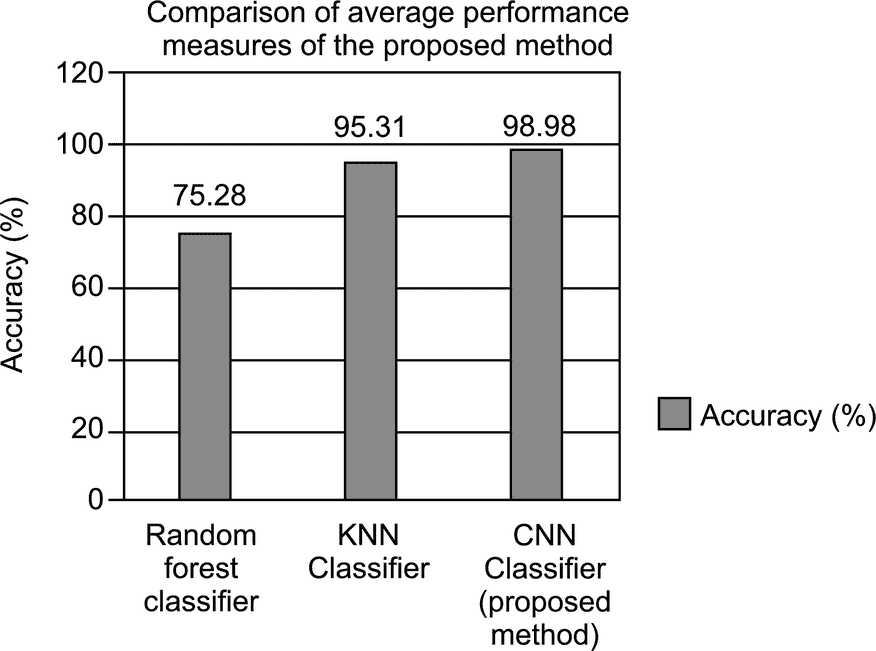 Comparison of average performance
measures of the proposed method
Accuracy (%)
120
100
80
60
40
20
0
75.28
95.31
98.98
Random
forest
classifier
KNN
Classifier
CNN
Classifier
(proposed
method)
Accuracy (%)